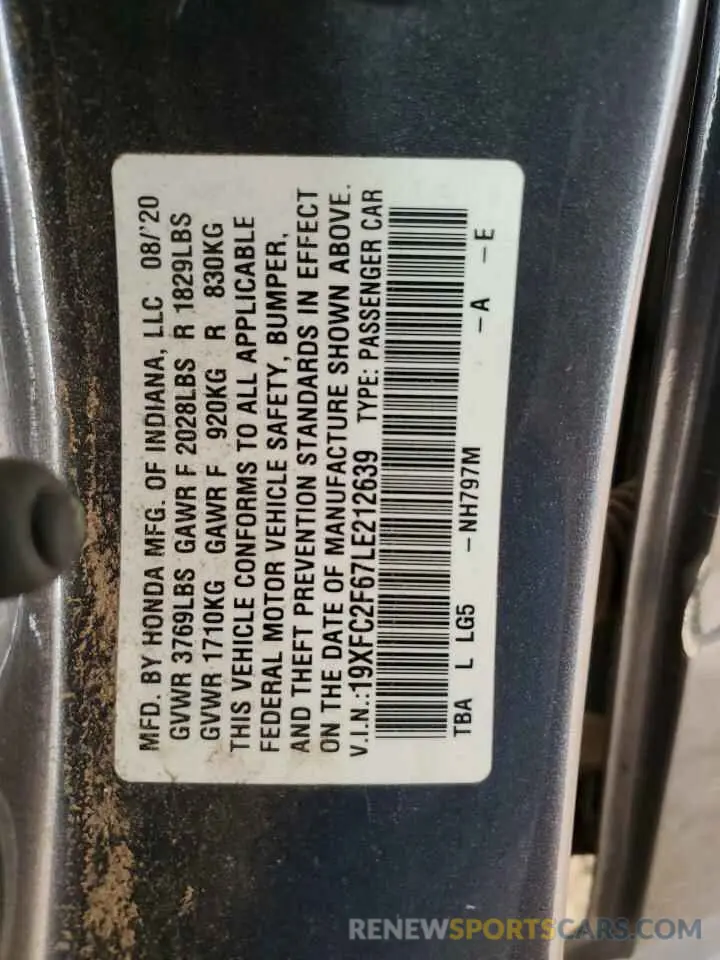 MFD. BY HONDA MFG. OF INDIANA, LLC 08/'20
GVWR 3769LBS GAWR F 2028LBS R 1829LBS
GVWR 1710KG GAWR F 920KG R 830KG
THIS VEHICLE CONFORMS TO ALL APPLICABLE
FEDERAL MOTOR VEHICLE SAFETY, BUMPER,
AND THEFT PREVENTION STANDARDS IN EFFECT
ON THE DATE OF MANUFACTURE SHOWN ABOVE.
V.I.N.:19XFC2F67LE212639 TYPE: PASSENGER CAR
TBA L LG5 -NH797M -A -E
RENEWSPORTSCARS.COM